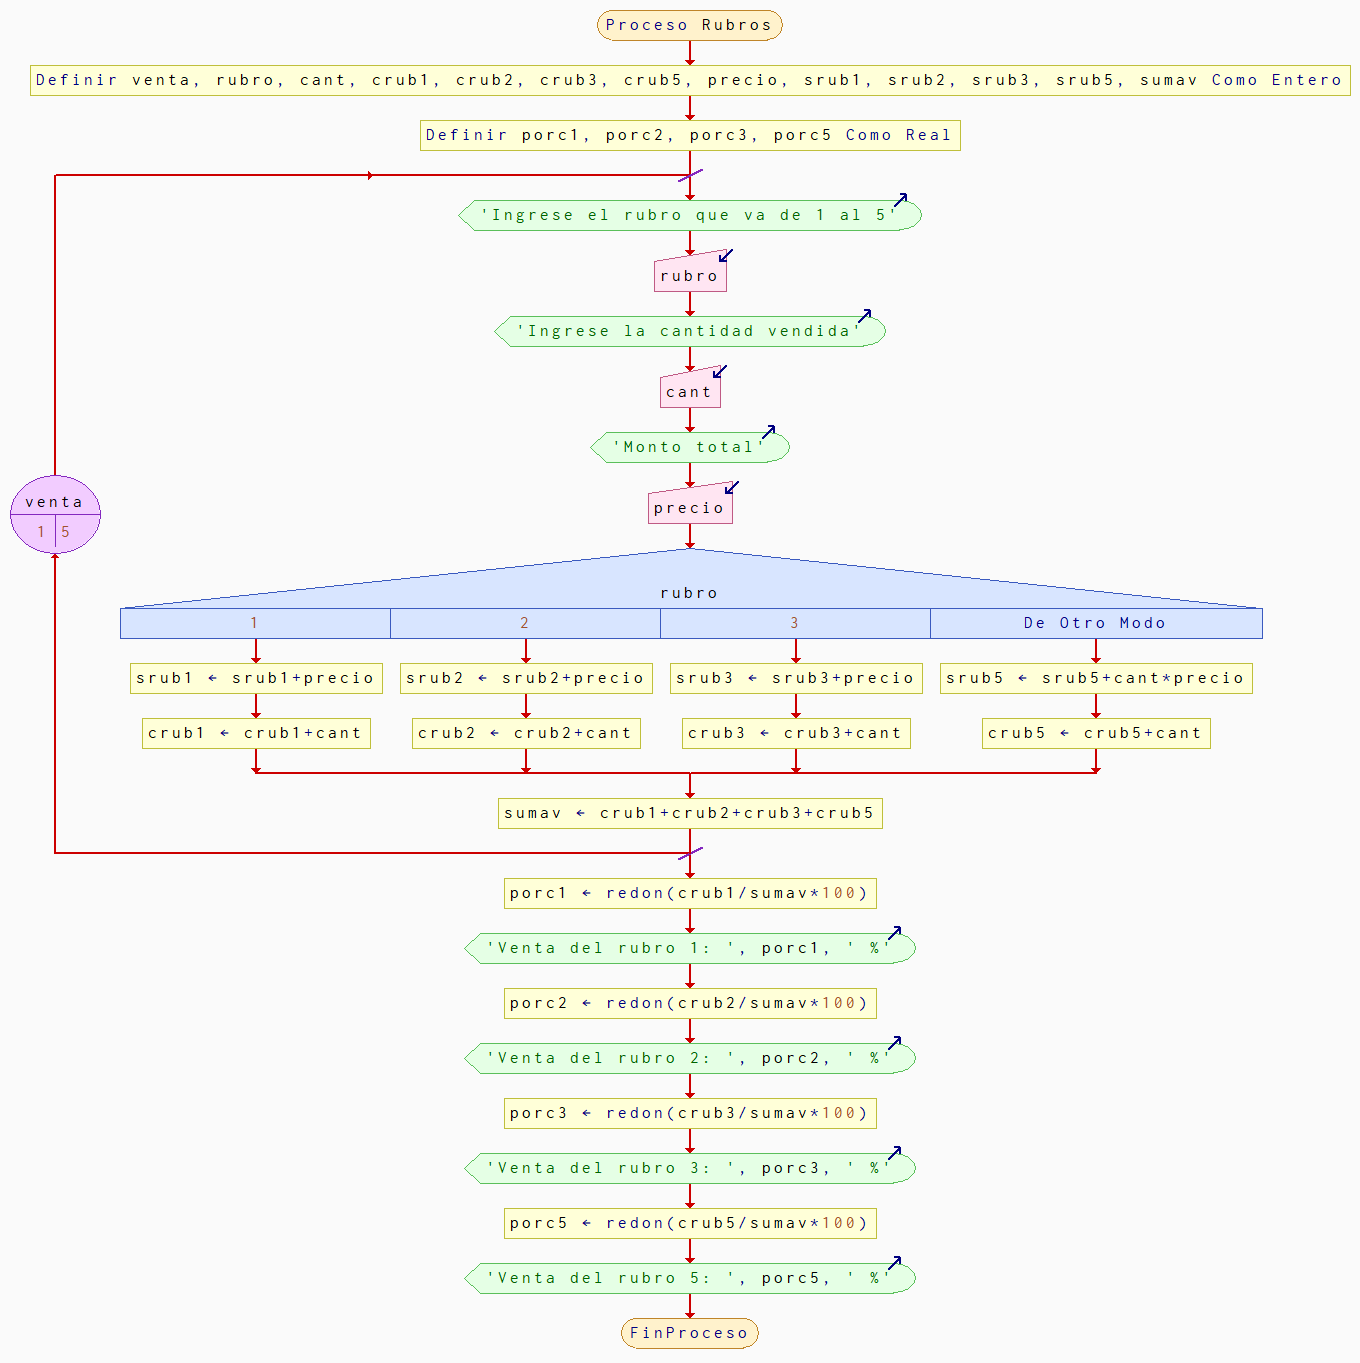 Proceso Rubros
Definir venta, rubro, cant, crub1, crub2, crub3, crub5, precio, srub1, srub2, srub3, srub5, sumav Como Entero
Definir porc1, porc2, porc3, porc5 Como Real
'Ingrese el rubro que va de 1 al 5'
rubro
'Ingrese la cantidad vendida'
cant
'Monto total'
precio
venta
1 5
rubro
1 2 3 De Otro Modo
srub1 ← srub1+precio srub2 ← srub2+precio srub3 ← srub3+precio srub5 ← srub5+cant*precio
crub1 ← crub1+cant crub2 ← crub2+cant crub3 ← crub3+cant crub5 ← crub5+cant
sumav ← crub1+crub2+crub3+crub5
porc1 ← redon(crub1/sumav*100)
'Venta del rubro 1: ', porc1, ' %'
porc2 ← redon(crub2/sumav*100)
'Venta del rubro 2: ', porc2, ' %'
porc3 ← redon(crub3/sumav*100)
'Venta del rubro 3: ', porc3, ' %'
porc5 ← redon(crub5/sumav*100)
'Venta del rubro 5: ', porc5, ' %'
FinProceso